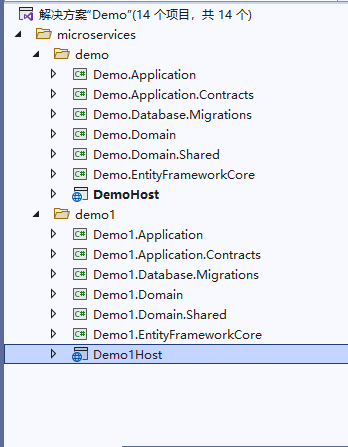 解决方案"Demo"(14 个项目，共 14 个)
microservices
demo
Demo.Application
Demo.Application.Contracts
Demo.Database.Migrations
Demo.Domain
Demo.Domain.Shared
Demo.EntityFrameworkCore
DemoHost
demo1
Demo1.Application
Demo1.Application.Contracts
Demo1.Database.Migrations
Demo1.Domain
Demo1.Domain.Shared
Demo1.EntityFrameworkCore
Demo1Host